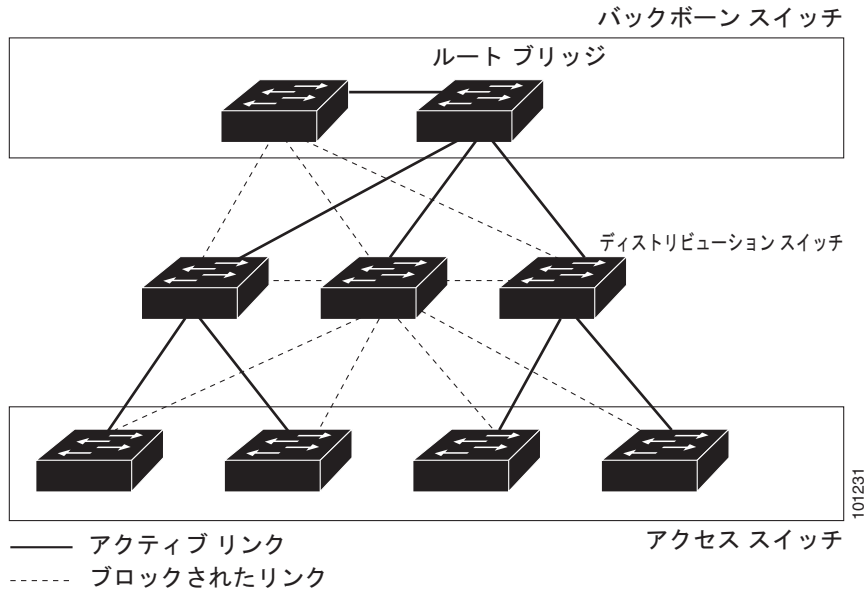 バックボーン スイッチ
ルート ブリッジ
ディストリビューション スイッチ
101231
アクセス スイッチ
アクティブ リンク
ブロックされたリンク